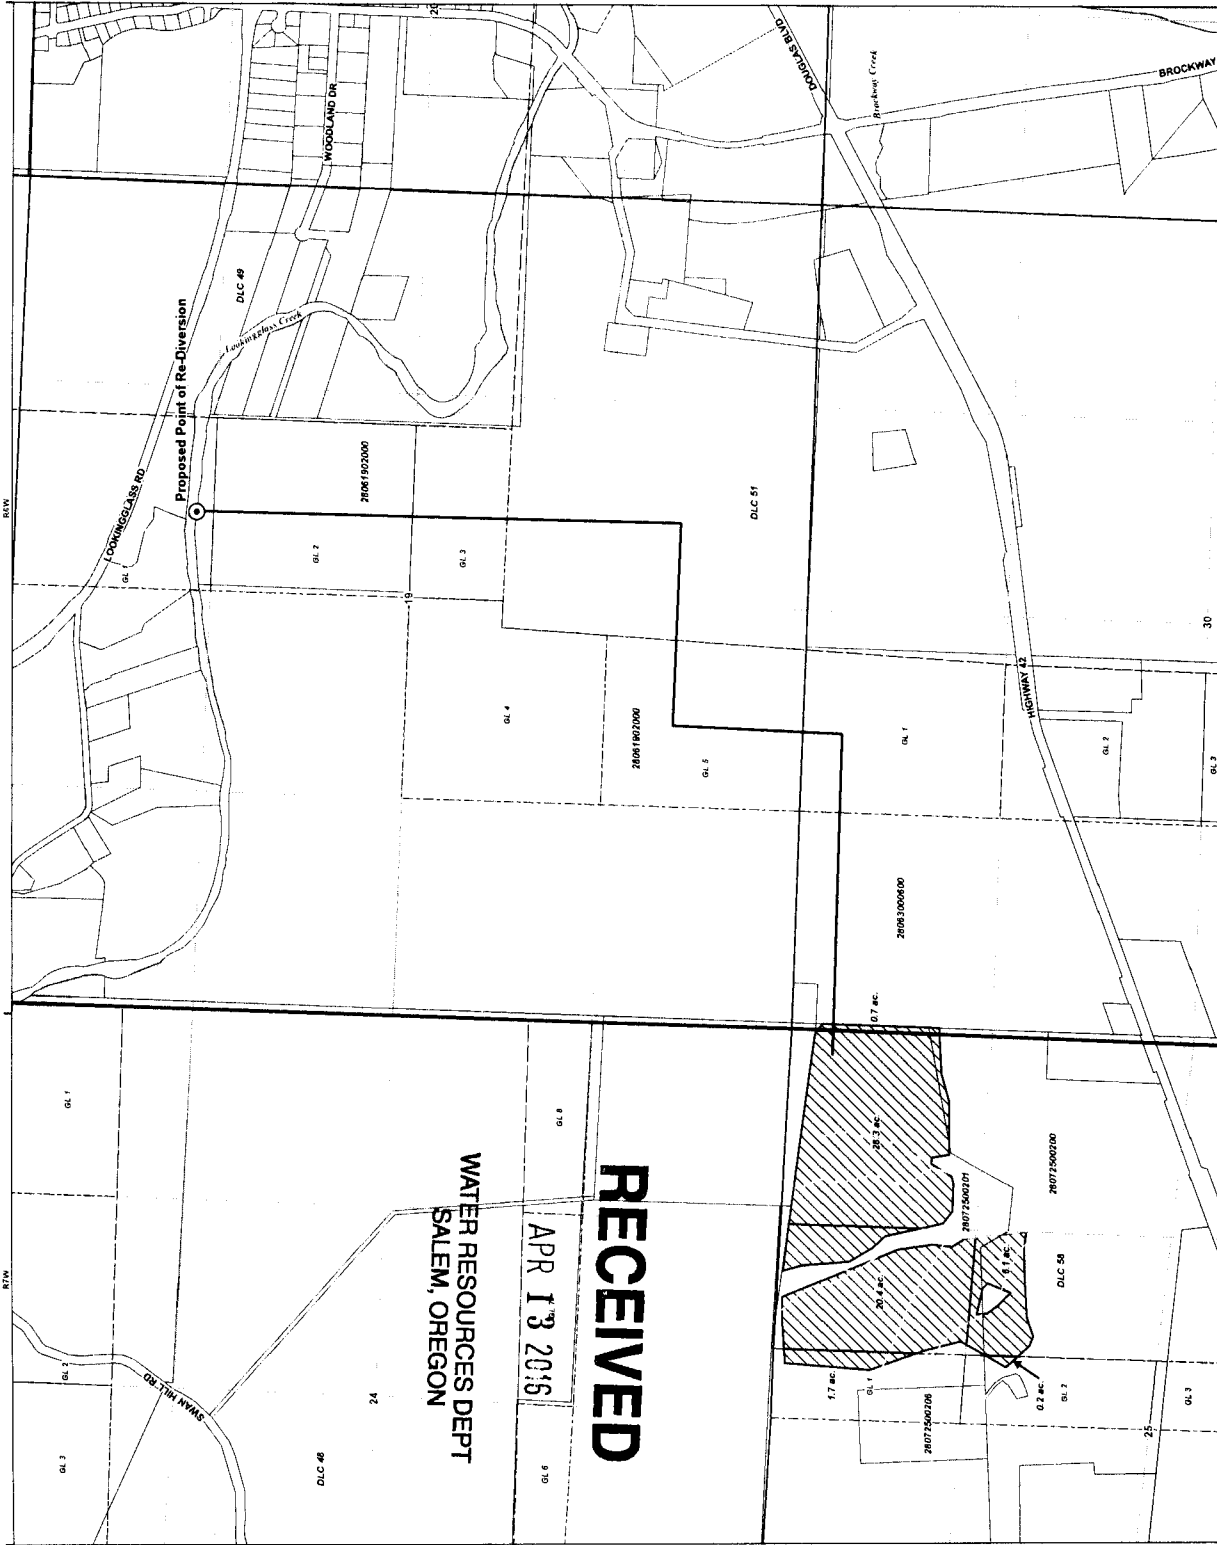 20
DOUGLAS BLVD
Brockway Creek
BROCKWAY
WOODLAND DR
DLC 49
Lookingglass Creek
Proposed Point of Re-Diversion
LOOKINGGLASS RD
R6W
GL 1
GL 2
28061902000
GL 3
DLC 51
19
GL 4
28061902000
GL 5
GL 1
HIGHWAY 42
30
GL 2
GL 3
28063000600
0.7 ac.
28.3 ac.
28072500201
28072500200
20.4 ac.
6.1 ac.
DLC 58
1.7 ac.
GL 1
28072500206
0.2 ac.
GL 2
25
GL 3
GL 1
GL 8
R7W
GL 2
SWAN HILL RD
24
GL 3
DLC 48
GL 6
RECEIVED
APR 13 2016
WATER RESOURCES DEPT
SALEM, OREGON